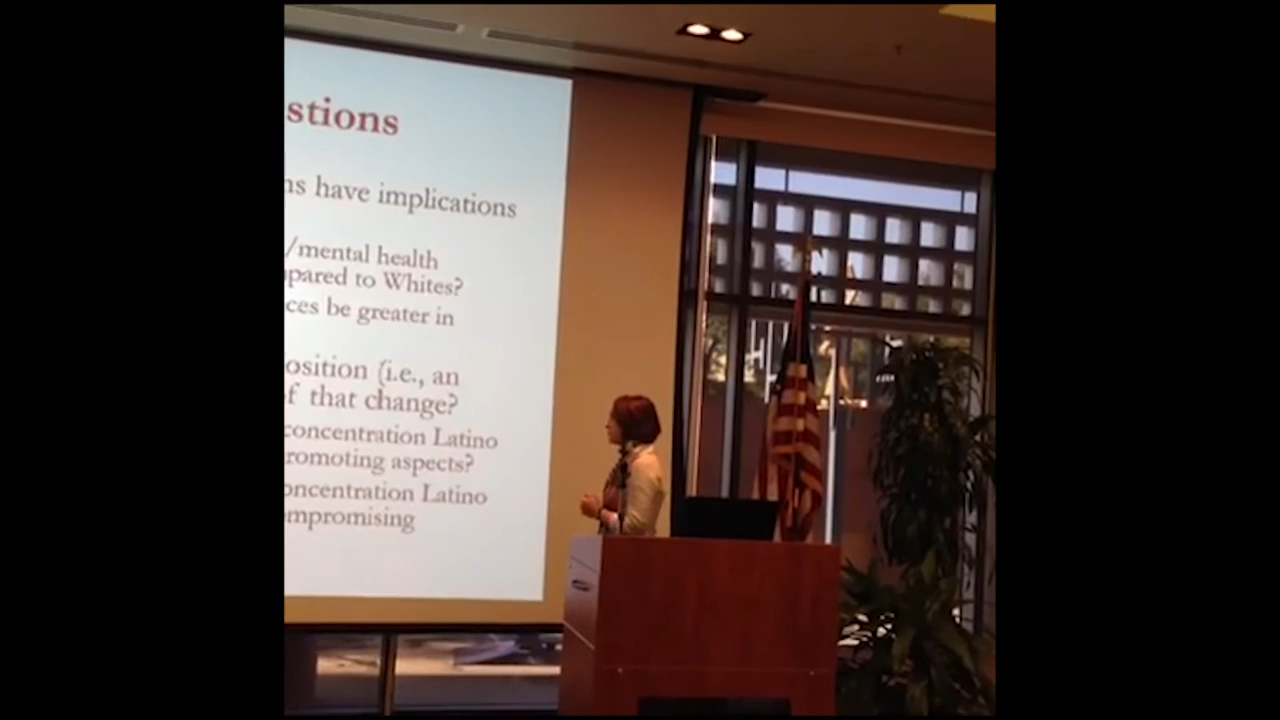 stions
ns have implications
/mental health
pared to Whites?
ces be greater in
osition (i.e., an
f that change?
concentration Latino
romoting aspects?
oncentration Latino
mpromising